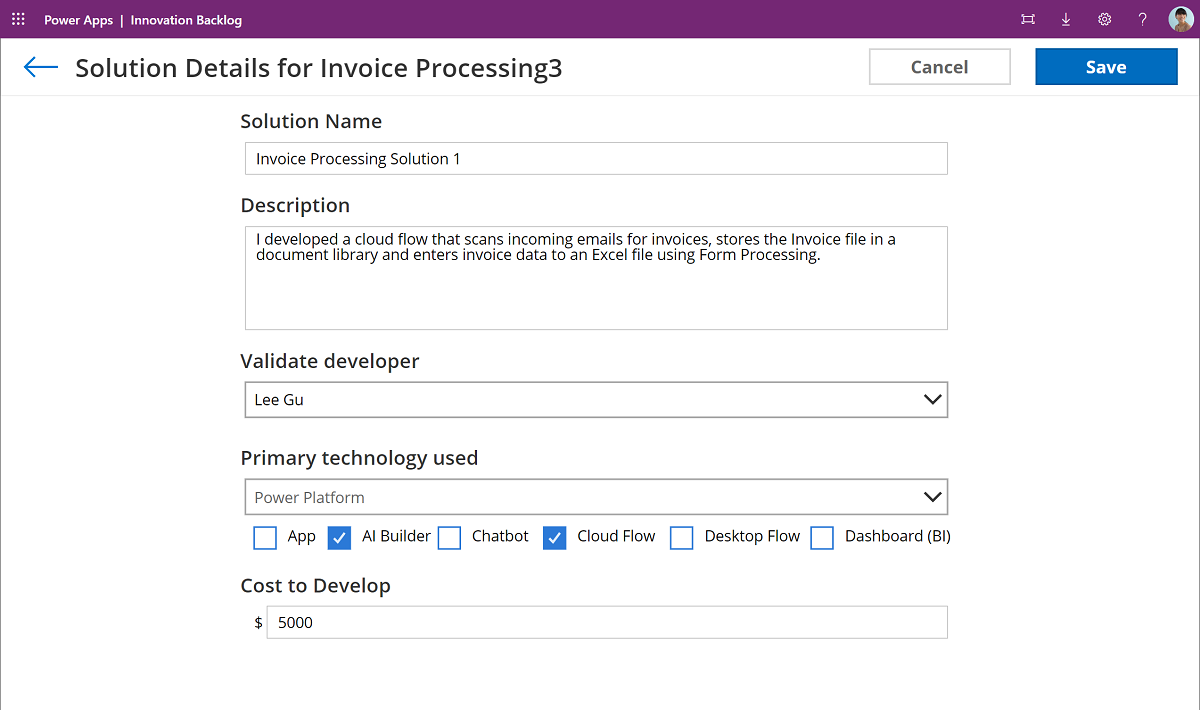 Power Apps | Innovation Backlog ?
Solution Details for Invoice Processing3 Cancel Save
Solution Name
Invoice Processing Solution 1
Description
I developed a cloud flow that scans incoming emails for invoices, stores the Invoice file in a
document library and enters invoice data to an Excel file using Form Processing.
Validate developer
Lee Gu
Primary technology used
Power Platform
App AI Builder Chatbot Cloud Flow Desktop Flow Dashboard (BI)
Cost to Develop
$ 5000